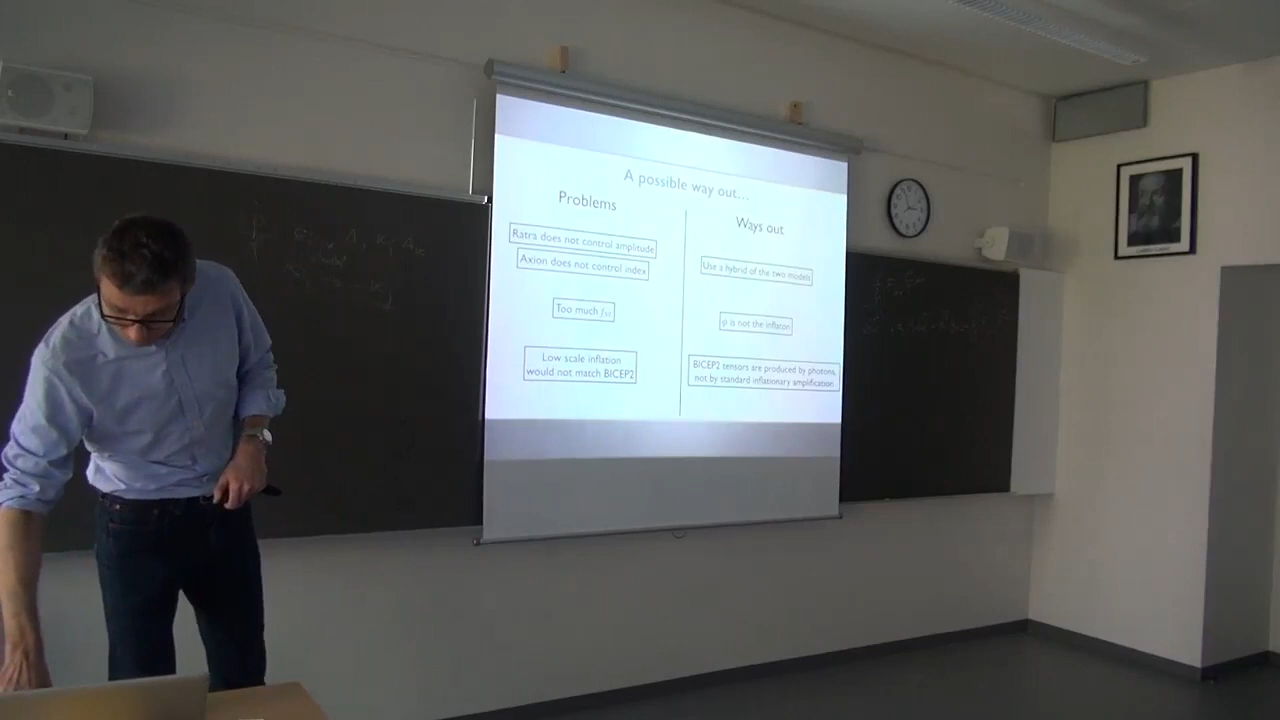 A possible way out...
Problems
Ratra does not control amplitude
Axion does not control index
Too much f_NL
Low scale inflation
would not match BICEP2
Ways out
Use a hybrid of the two models
φ is not the inflaton
BICEP2 tensors are produced by photons,
not by standard inflationary amplification